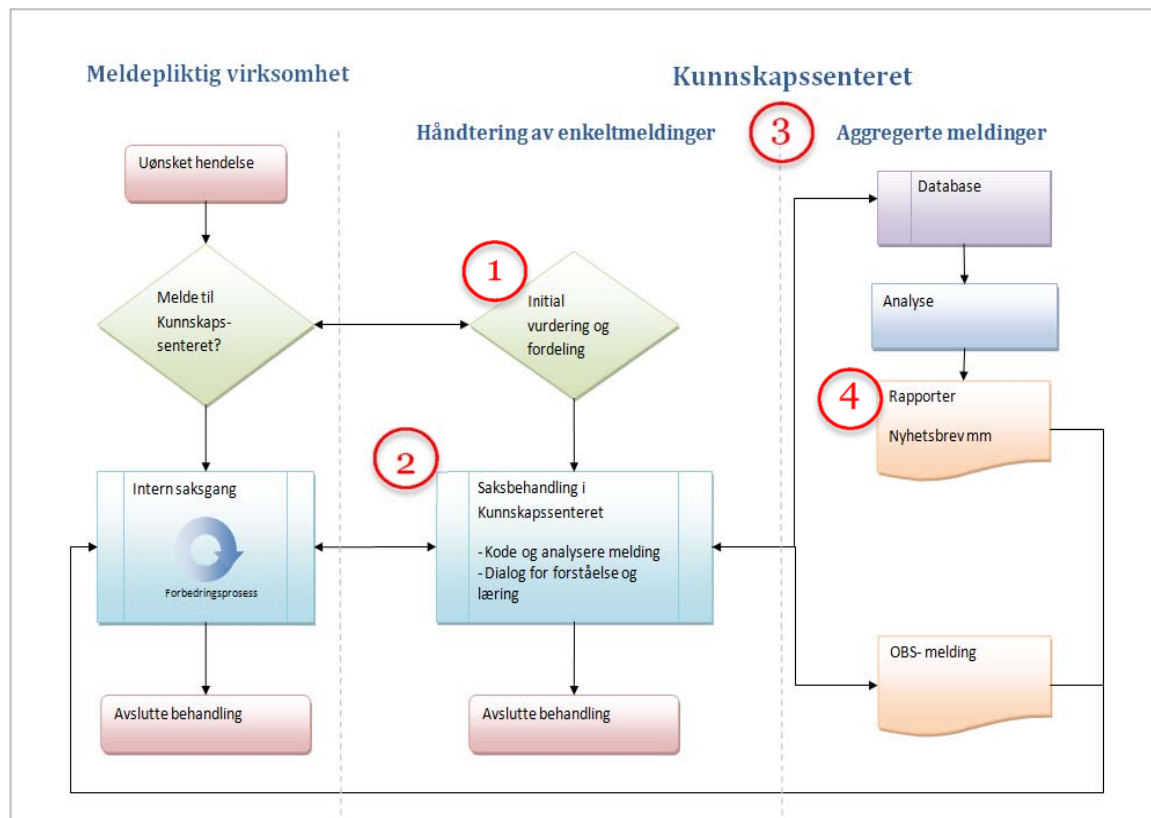 Meldepliktig virksomhet
Kunnskapssenteret
Håndtering av enkeltmeldinger
3
Aggregerte meldinger
Uønsket hendelse
Melde til
Kunnskaps-
senteret?
1
Initial
vurdering og
fordeling
Database
Analyse
4
Rapporter
Nyhetsbrev mm
Intern saksgang
Forbedringsprosess
2
Saksbehandling i
Kunnskapssenteret
- Kode og analysere melding
- Dialog for forståelse og
læring
OBS- melding
Avslutte behandling
Avslutte behandling